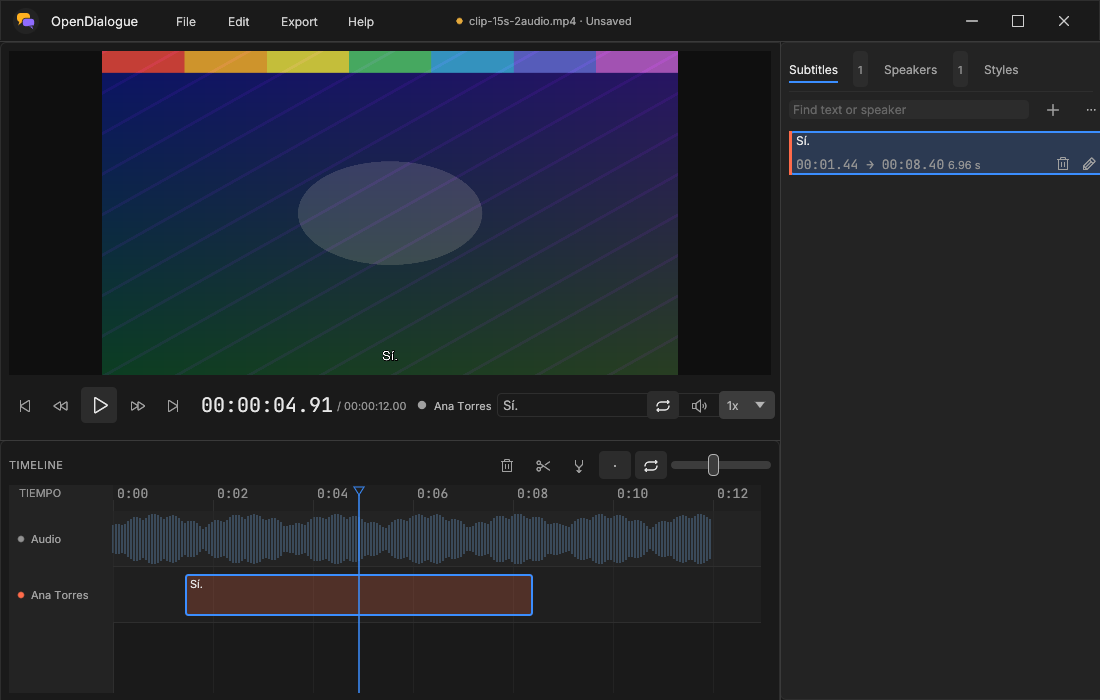 OpenDialogue File Edit Export Help clip-15s-2audio.mp4 · Unsaved
Subtitles 1 Speakers 1 Styles
Find text or speaker
Sí.
00:01.44 → 00:08.40 6.96 s
Sí.
00:00:04.91 / 00:00:12.00 Ana Torres Sí. 1x
TIMELINE
TIEMPO 0:00 0:02 0:04 0:06 0:08 0:10 0:12
Audio
Sí.
Ana Torres